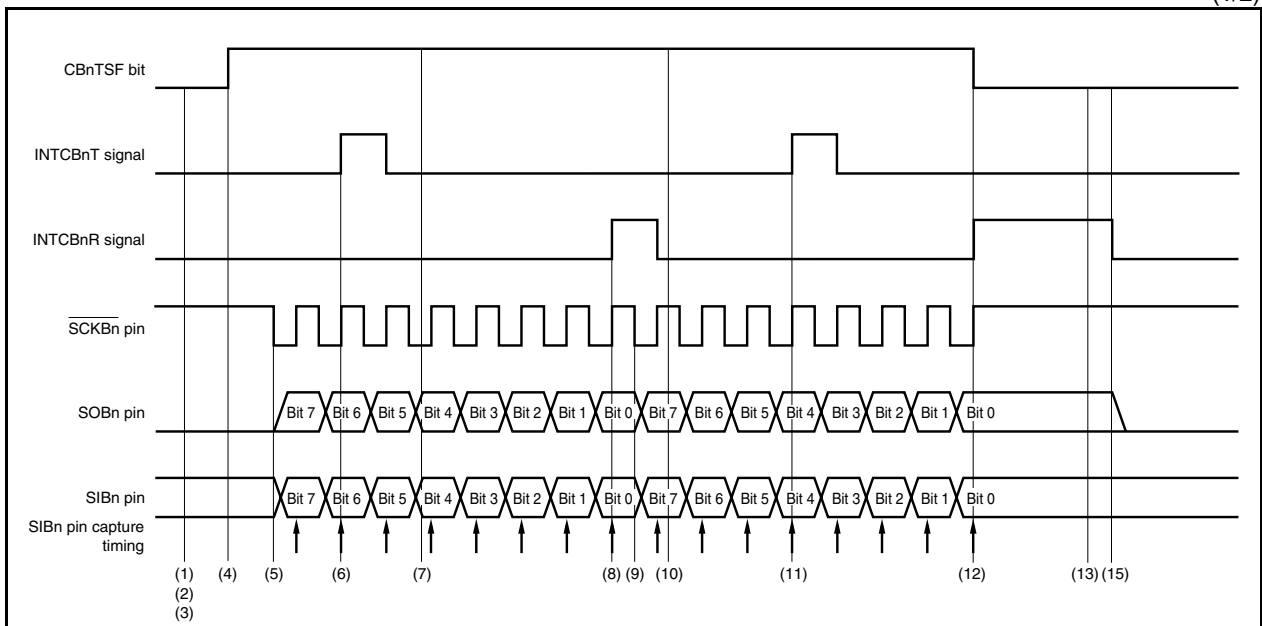 CBnTSF bit
INTCBnT signal
INTCBnR signal
SCKBn pin
SOBn pin
Bit 7 Bit 6 Bit 5 Bit 4 Bit 3 Bit 2 Bit 1 Bit 0 Bit 7 Bit 6 Bit 5 Bit 4 Bit 3 Bit 2 Bit 1 Bit 0
SIBn pin
Bit 7 Bit 6 Bit 5 Bit 4 Bit 3 Bit 2 Bit 1 Bit 0 Bit 7 Bit 6 Bit 5 Bit 4 Bit 3 Bit 2 Bit 1 Bit 0
SIBn pin capture
timing
(1) (4) (5) (6) (7) (8) (9) (10) (11) (12) (13) (15)
(2)
(3)